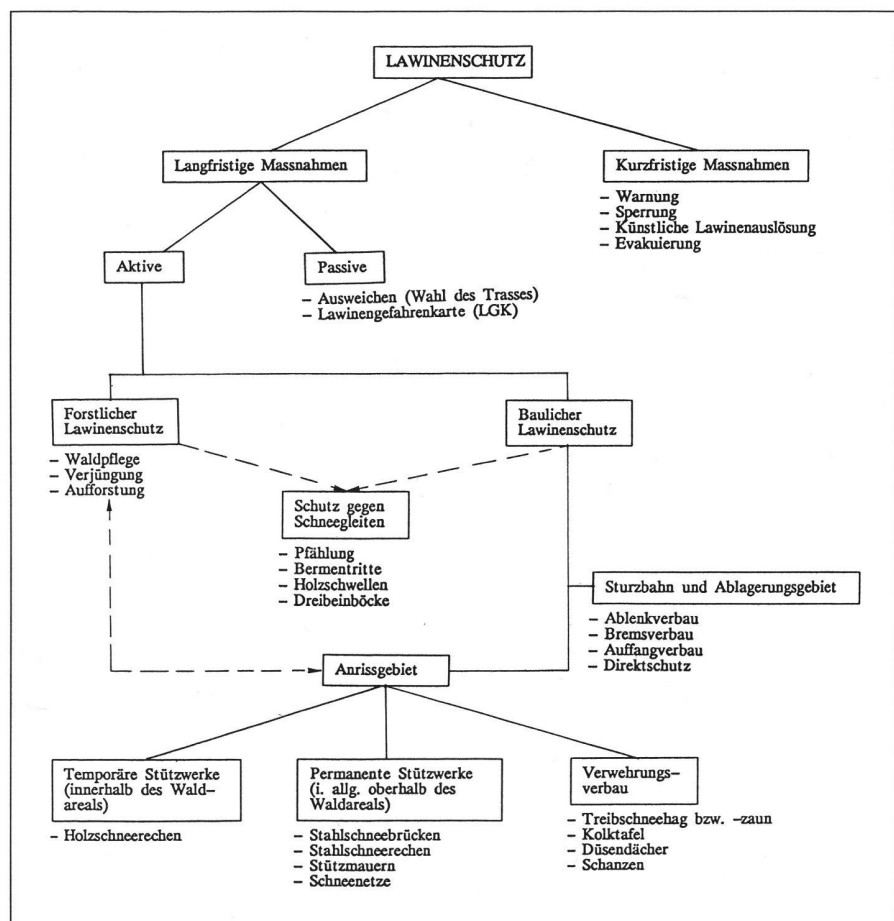 LAWINENSCHUTZ
Langfristige Massnahmen
Kurzfristige Massnahmen
– Warnung
– Sperrung
– Künstliche Lawinenauslösung
– Evakuierung
Aktive
Passive
– Ausweichen (Wahl des Trasses)
– Lawinengefahrenkarte (LGK)
Forstlicher
Lawinenschutz
– Waldpflege
– Verjüngung
– Aufforstung
Baulicher
Lawinenschutz
Schutz gegen
Schneegleiten
– Pfählung
– Bermentritte
– Holzschwellen
– Dreibeinböcke
Sturzbahn und Ablagerungsgebiet
– Ablenkverbau
– Bremsverbau
– Auffangverbau
– Direktschutz
Anrissgebiet
Temporäre Stützwerke
(innerhalb des Wald-
areals)
– Holzschneerechen
Permanente Stützwerke
(i. allg. oberhalb des
Waldareals)
– Stahlschneebrücken
– Stahlschneerechen
– Stützmauern
– Schneenetze
Verwehrungs-
verbau
– Treibschneehag bzw. –zaun
– Kolktafel
– Düsendächer
– Schanzen